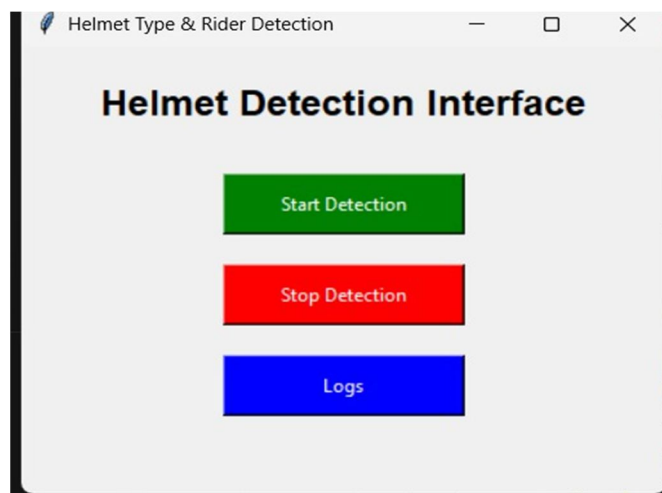 Helmet Type & Rider Detection
Helmet Detection Interface
Start Detection
Stop Detection
Logs